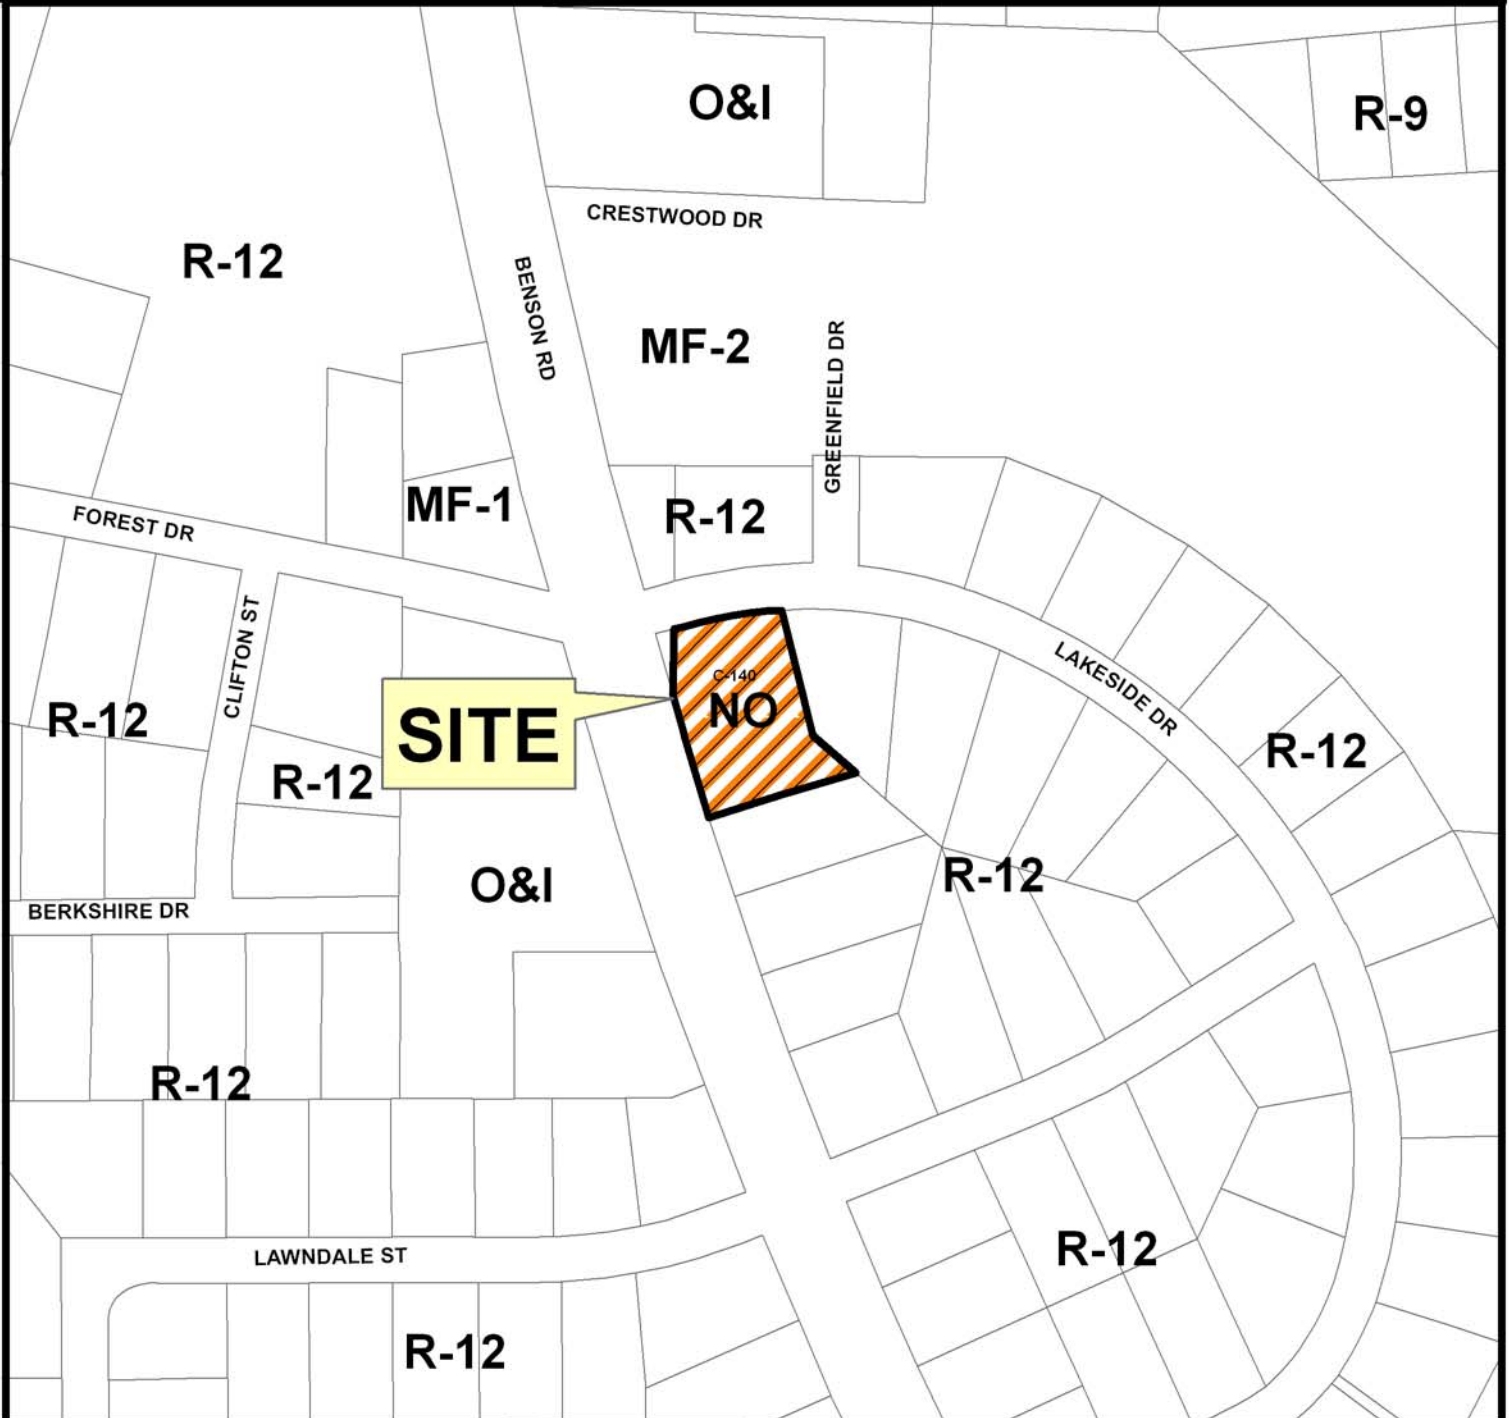 O&I
R-9
CRESTWOOD DR
R-12
BENSON RD
MF-2
GREENFIELD DR
MF-1
R-12
FOREST DR
CLIFTON ST
LAKESIDE DR
C-140
NO
R-12
SITE
R-12
R-12
R-12
O&I
BERKSHIRE DR
R-12
R-12
LAWNDALE ST
R-12